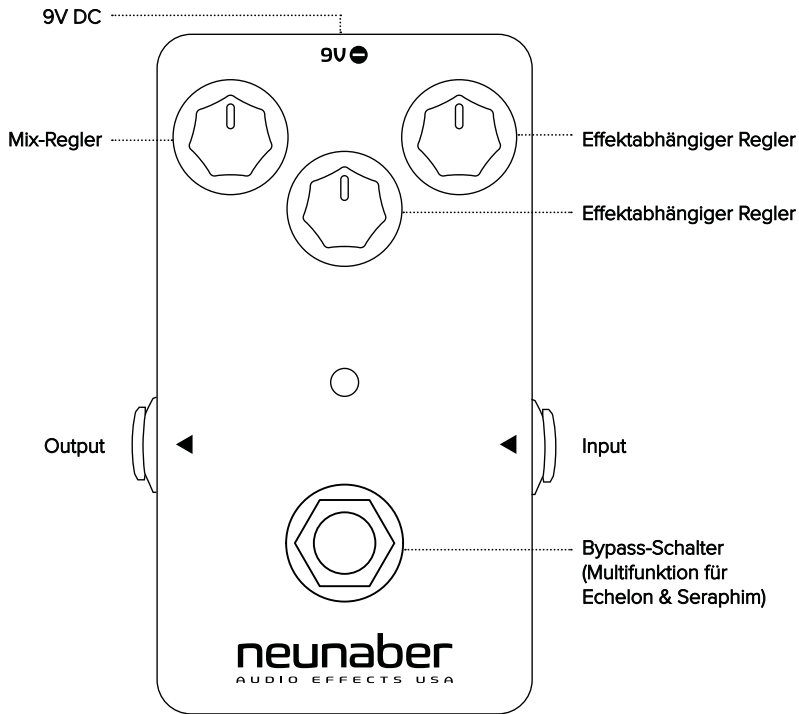 9V DC
9V
Mix-Regler
Effektabhängiger Regler
Effektabhängiger Regler
Output
Input
Bypass-Schalter
(Multifunktion für
Echelon & Seraphim)
neunaber
AUDIO EFFECTS USA